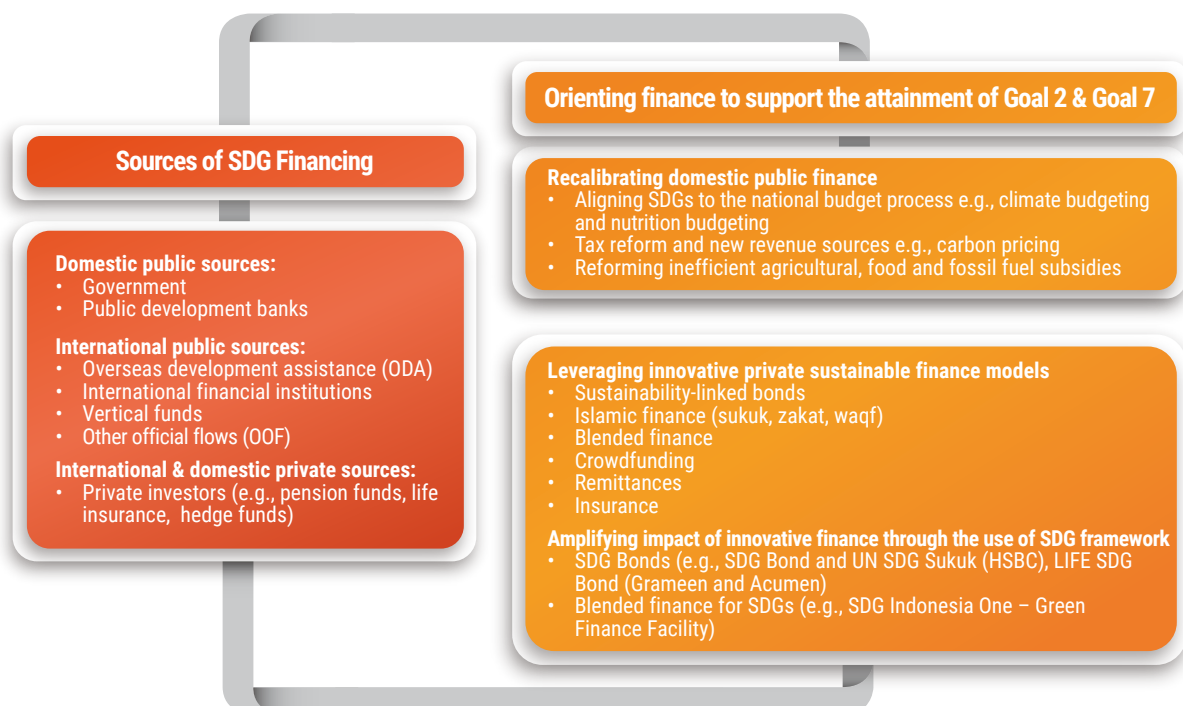 Sources of SDG Financing
Domestic public sources:
• Government
• Public development banks
International public sources:
• Overseas development assistance (ODA)
• International financial institutions
• Vertical funds
• Other official flows (OOF)
International & domestic private sources:
• Private investors (e.g., pension funds, life
insurance, hedge funds)
Orienting finance to support the attainment of Goal 2 & Goal 7
Recalibrating domestic public finance
• Aligning SDGs to the national budget process e.g., climate budgeting
and nutrition budgeting
• Tax reform and new revenue sources e.g., carbon pricing
• Reforming inefficient agricultural, food and fossil fuel subsidies
Leveraging innovative private sustainable finance models
• Sustainability-linked bonds
• Islamic finance (sukuk, zakat, waqf)
• Blended finance
• Crowdfunding
• Remittances
• Insurance
Amplifying impact of innovative finance through the use of SDG framework
• SDG Bonds (e.g., SDG Bond and UN SDG Sukuk (HSBC), LIFE SDG
Bond (Grameen and Acumen)
• Blended finance for SDGs (e.g., SDG Indonesia One – Green
Finance Facility)